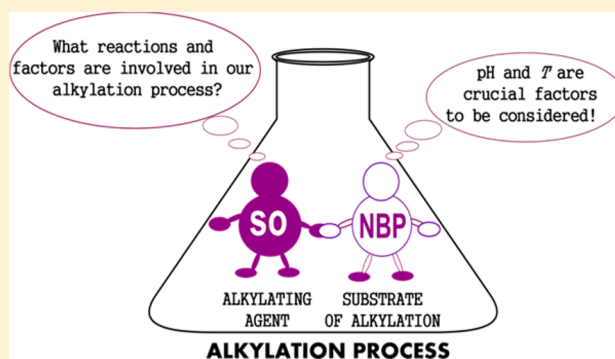 What reactions and
factors are involved in our
alkylation process?
pH and T are
crucial factors
to be considered!
SO
NBP
ALKYLATING
AGENT
SUBSTRATE
OF ALKYLATION
ALKYLATION PROCESS